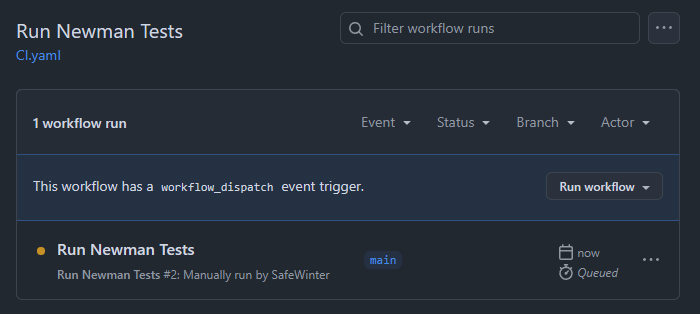 Run Newman Tests
Filter workflow runs
CI.yaml
1 workflow run
Event
Status
Branch
Actor
This workflow has a workflow_dispatch event trigger.
Run workflow
Run Newman Tests
main
now
Run Newman Tests #2: Manually run by SafeWinter
Queued